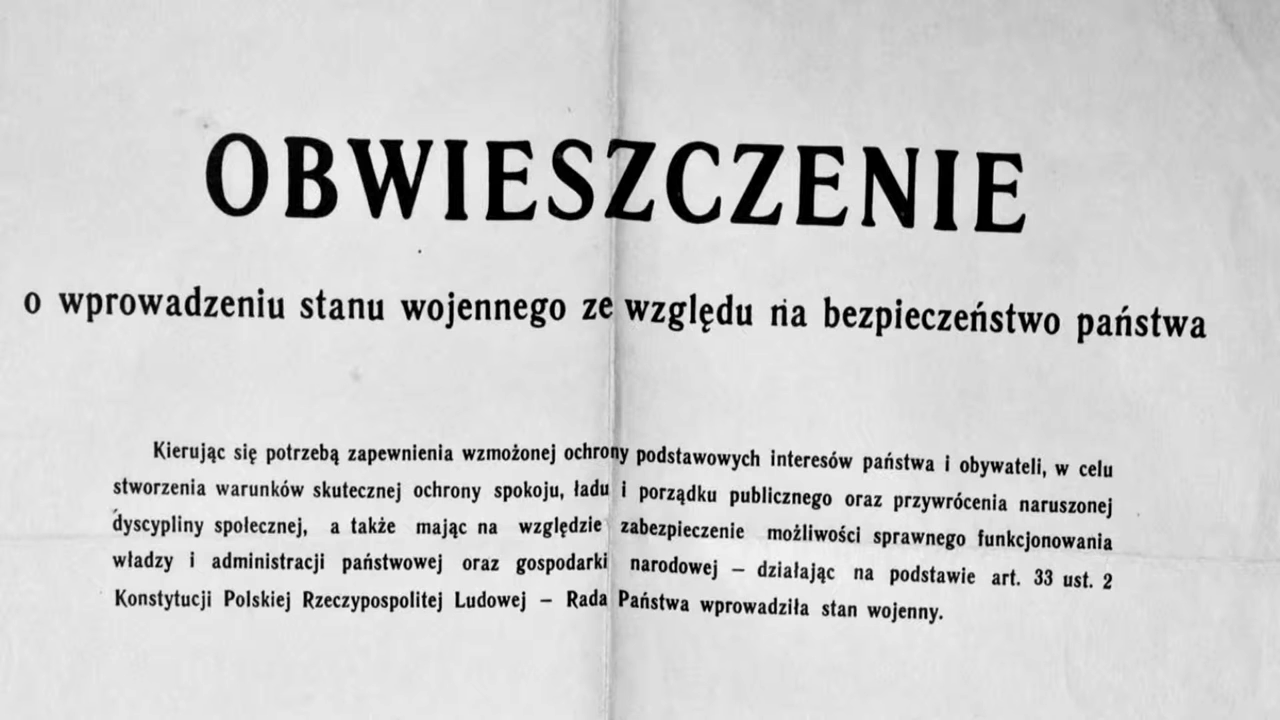 OBWIESZCZENIE
o wprowadzeniu stanu wojennego ze względu na bezpieczeństwo państwa
Kierując się potrzebą zapewnienia wzmożonej ochrony podstawowych interesów państwa i obywateli, w celu
stworzenia warunków skutecznej ochrony spokoju, ładu i porządku publicznego oraz przywrócenia naruszonej
dyscypliny społecznej, a także mając na względzie zabezpieczenie możliwości sprawnego funkcjonowania
władzy i administracji państwowej oraz gospodarki narodowej – działając na podstawie art. 33 ust. 2
Konstytucji Polskiej Rzeczypospolitej Ludowej – Rada Państwa wprowadziła stan wojenny.